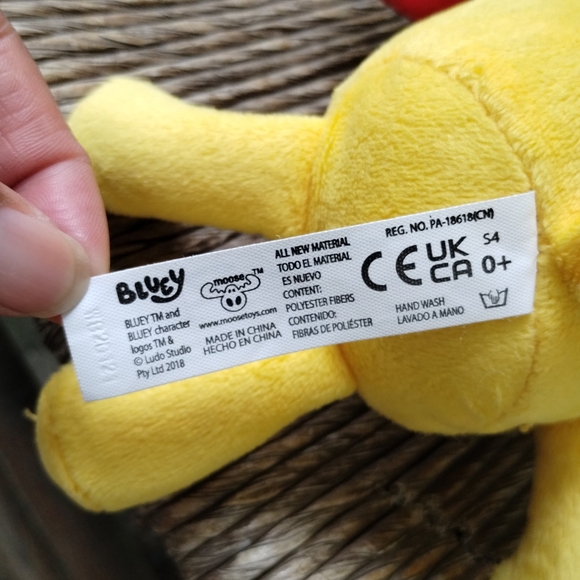 BLUEY
BLUEY TM and
BLUEY character
logos TM &
© Ludo Studio
Pty Ltd 2018
moose™
www.moosetoys.com
MADE IN CHINA
HECHO EN CHINA
ALL NEW MATERIAL
TODO EL MATERIAL
ES NUEVO
CONTENT:
POLYESTER FIBERS
CONTENIDO:
FIBRAS DE POLIÉSTER
REG. NO. PA-18618(CN)
CE
UK
CA
S4
0+
HAND WASH
LAVADO A MANO